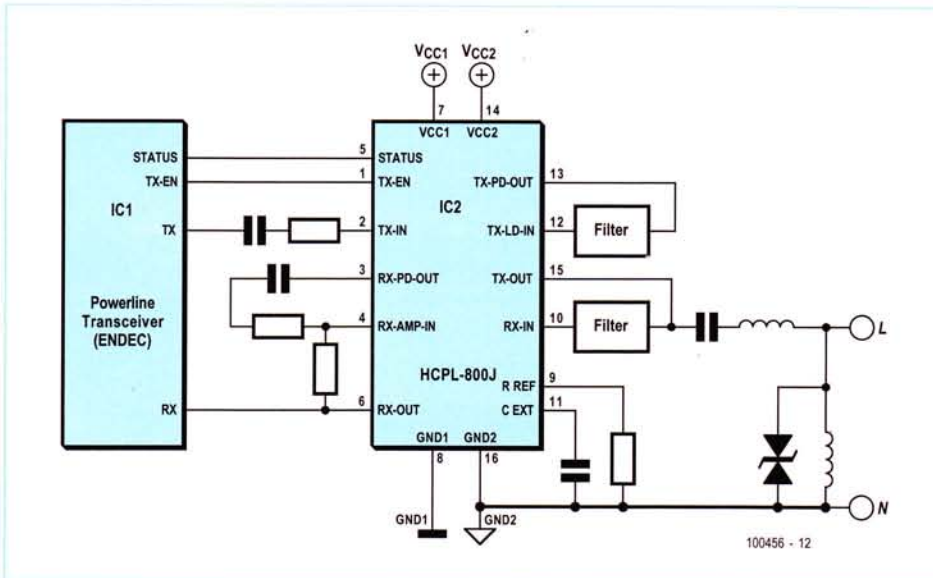 VCC1 VCC2
7 14
VCC1 VCC2
STATUS 5 STATUS
TX-EN 1 TX-EN
TX-PD-OUT 13
IC1
IC2
TX 2 TX-IN
TX-LD-IN 12 Filter
3 RX-PD-OUT
TX-OUT 15
Powerline
Transceiver
(ENDEC)
4 RX-AMP-IN
RX-IN 10 Filter
L
HCPL-800J
R REF 9
C EXT 11
RX 6 RX-OUT
GND1 GND2
8 16
N
GND1 GND2
100456 - 12